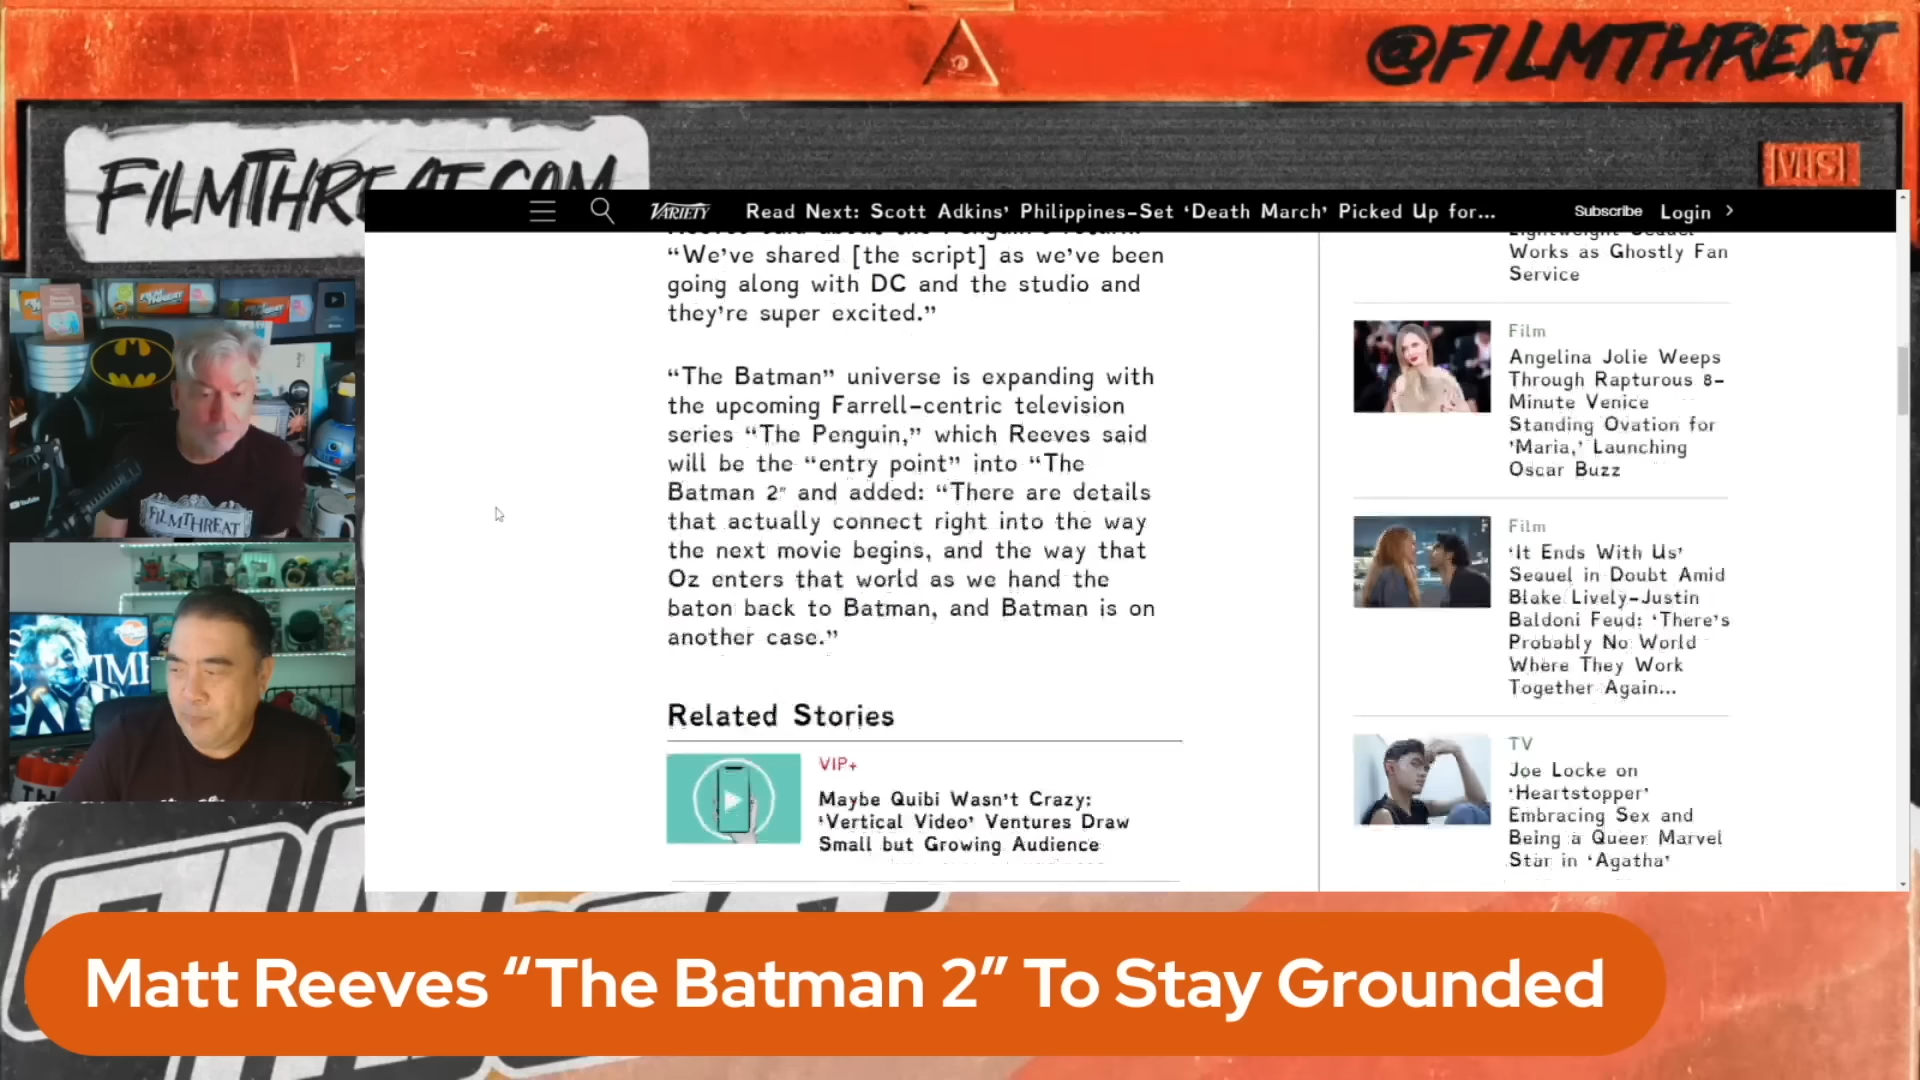 @FILMTHREAT
FILMTHREAT.COM
VHS
VARIETY
Read Next: Scott Adkins’ Philippines-Set ‘Death March’ Picked Up for...
Subscribe
Login
“We’ve shared [the script] as we’ve been
going along with DC and the studio and
they’re super excited.”
“The Batman” universe is expanding with
the upcoming Farrell-centric television
series “The Penguin,” which Reeves said
will be the “entry point” into “The
Batman 2” and added: “There are details
that actually connect right into the way
the next movie begins, and the way that
Oz enters that world as we hand the
baton back to Batman, and Batman is on
another case.”
Related Stories
VIP+
Maybe Quibi Wasn’t Crazy:
‘Vertical Video’ Ventures Draw
Small but Growing Audience
Lightweight Sequel
Works as Ghostly Fan
Service
Film
Angelina Jolie Weeps
Through Rapturous 8-
Minute Venice
Standing Ovation for
‘Maria,’ Launching
Oscar Buzz
Film
‘It Ends With Us’
Sequel in Doubt Amid
Blake Lively-Justin
Baldoni Feud: ‘There’s
Probably No World
Where They Work
Together Again...
TV
Joe Locke on
‘Heartstopper’
Embracing Sex and
Being a Queer Marvel
Star in ‘Agatha’
FILM THREAT
YouTube
FILMTHREAT
Matt Reeves “The Batman 2” To Stay Grounded